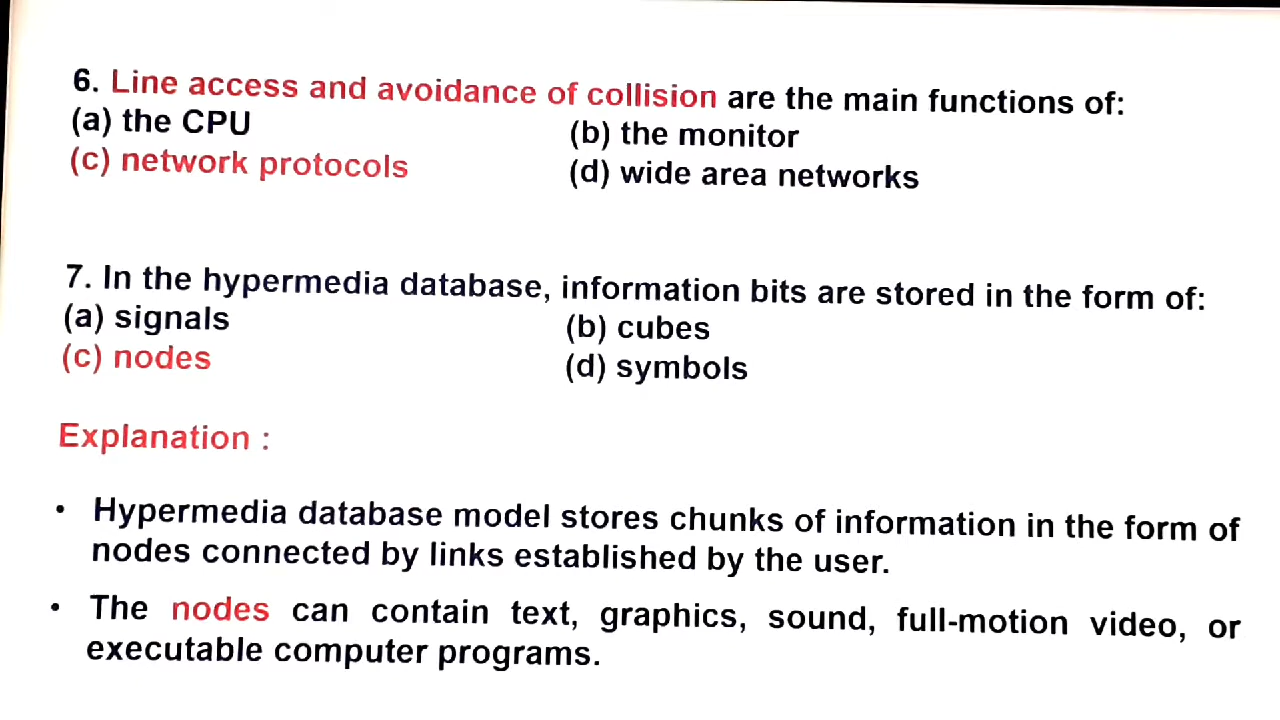 6. Line access and avoidance of collision are the main functions of:
(a) the CPU (b) the monitor
(c) network protocols (d) wide area networks
7. In the hypermedia database, information bits are stored in the form of:
(a) signals (b) cubes
(c) nodes (d) symbols
Explanation :
• Hypermedia database model stores chunks of information in the form of
nodes connected by links established by the user.
• The nodes can contain text, graphics, sound, full-motion video, or
executable computer programs.